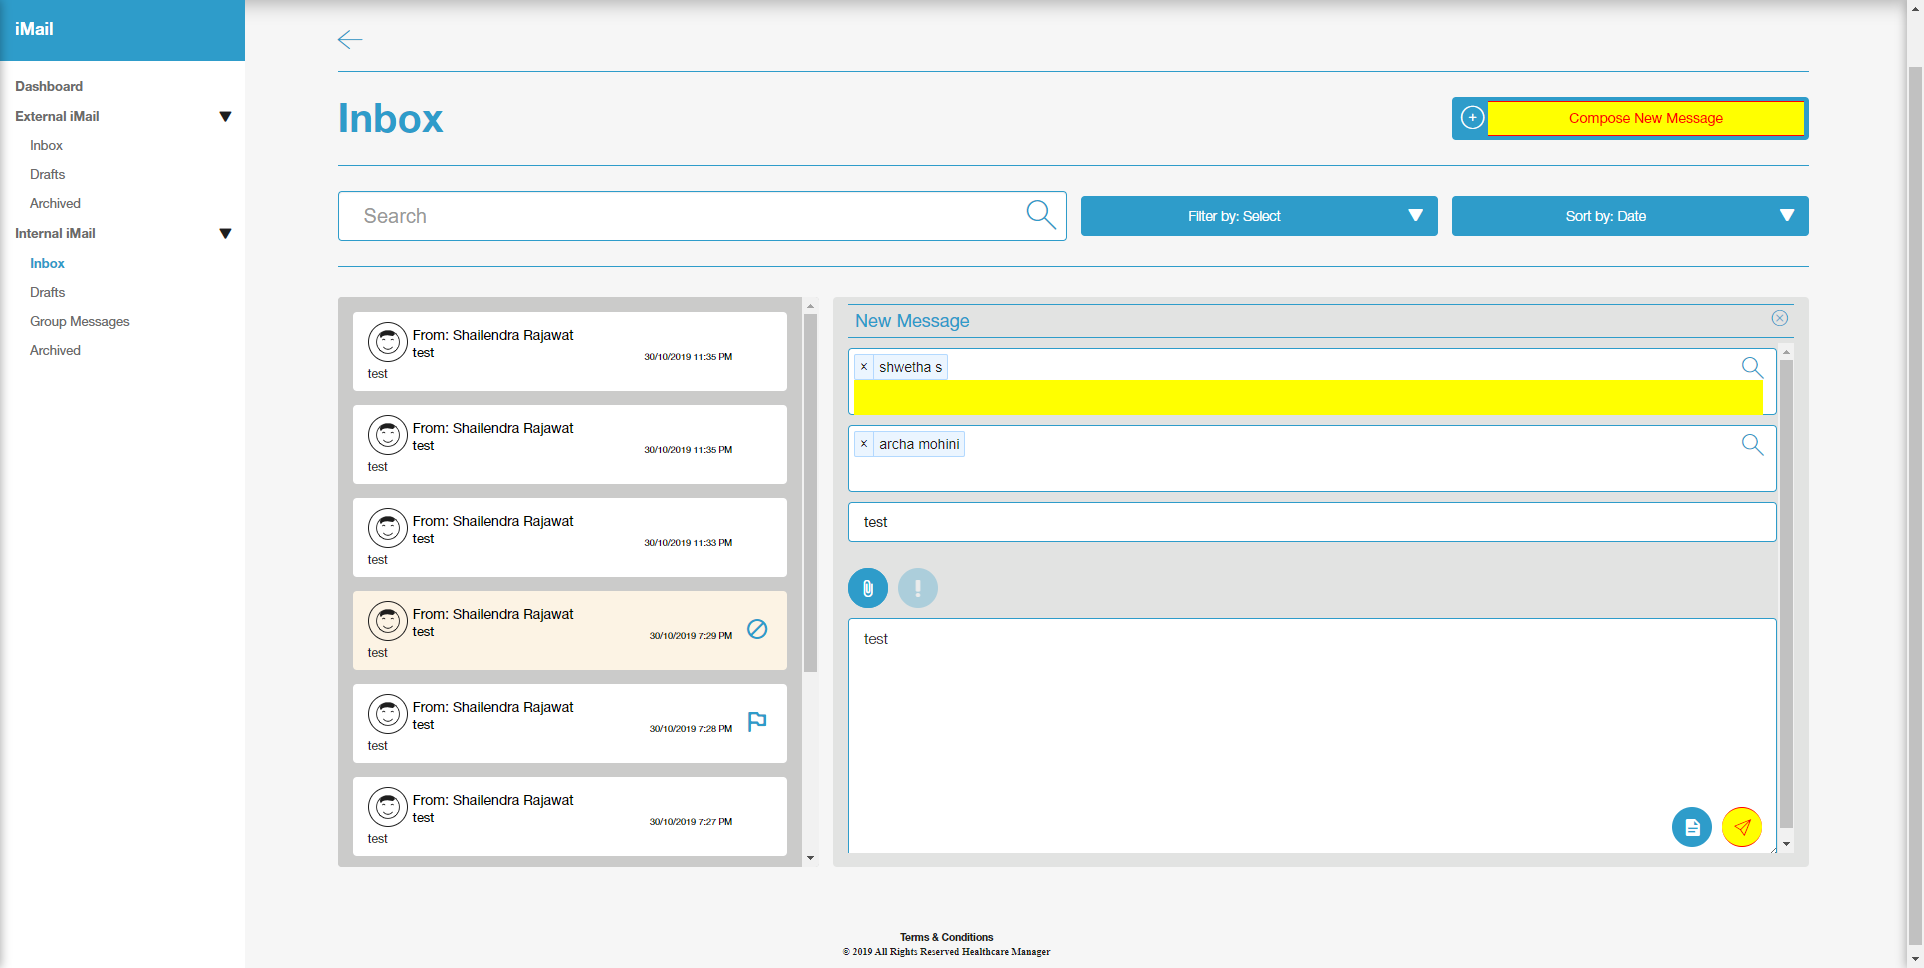 iMail
Dashboard
External iMail
Inbox
Drafts
Archived
Internal iMail
Inbox
Drafts
Group Messages
Archived
Inbox
Compose New Message
Search
Filter by: Select
Sort by: Date
From: Shailendra Rajawat
test
30/10/2019 11:35 PM
test
From: Shailendra Rajawat
test
30/10/2019 11:35 PM
test
From: Shailendra Rajawat
test
30/10/2019 11:33 PM
test
From: Shailendra Rajawat
test
30/10/2019 7:29 PM
test
From: Shailendra Rajawat
test
30/10/2019 7:28 PM
test
From: Shailendra Rajawat
test
30/10/2019 7:27 PM
test
New Message
× shwetha s
× archa mohini
test
test
Terms & Conditions
© 2019 All Rights Reserved Healthcare Manager